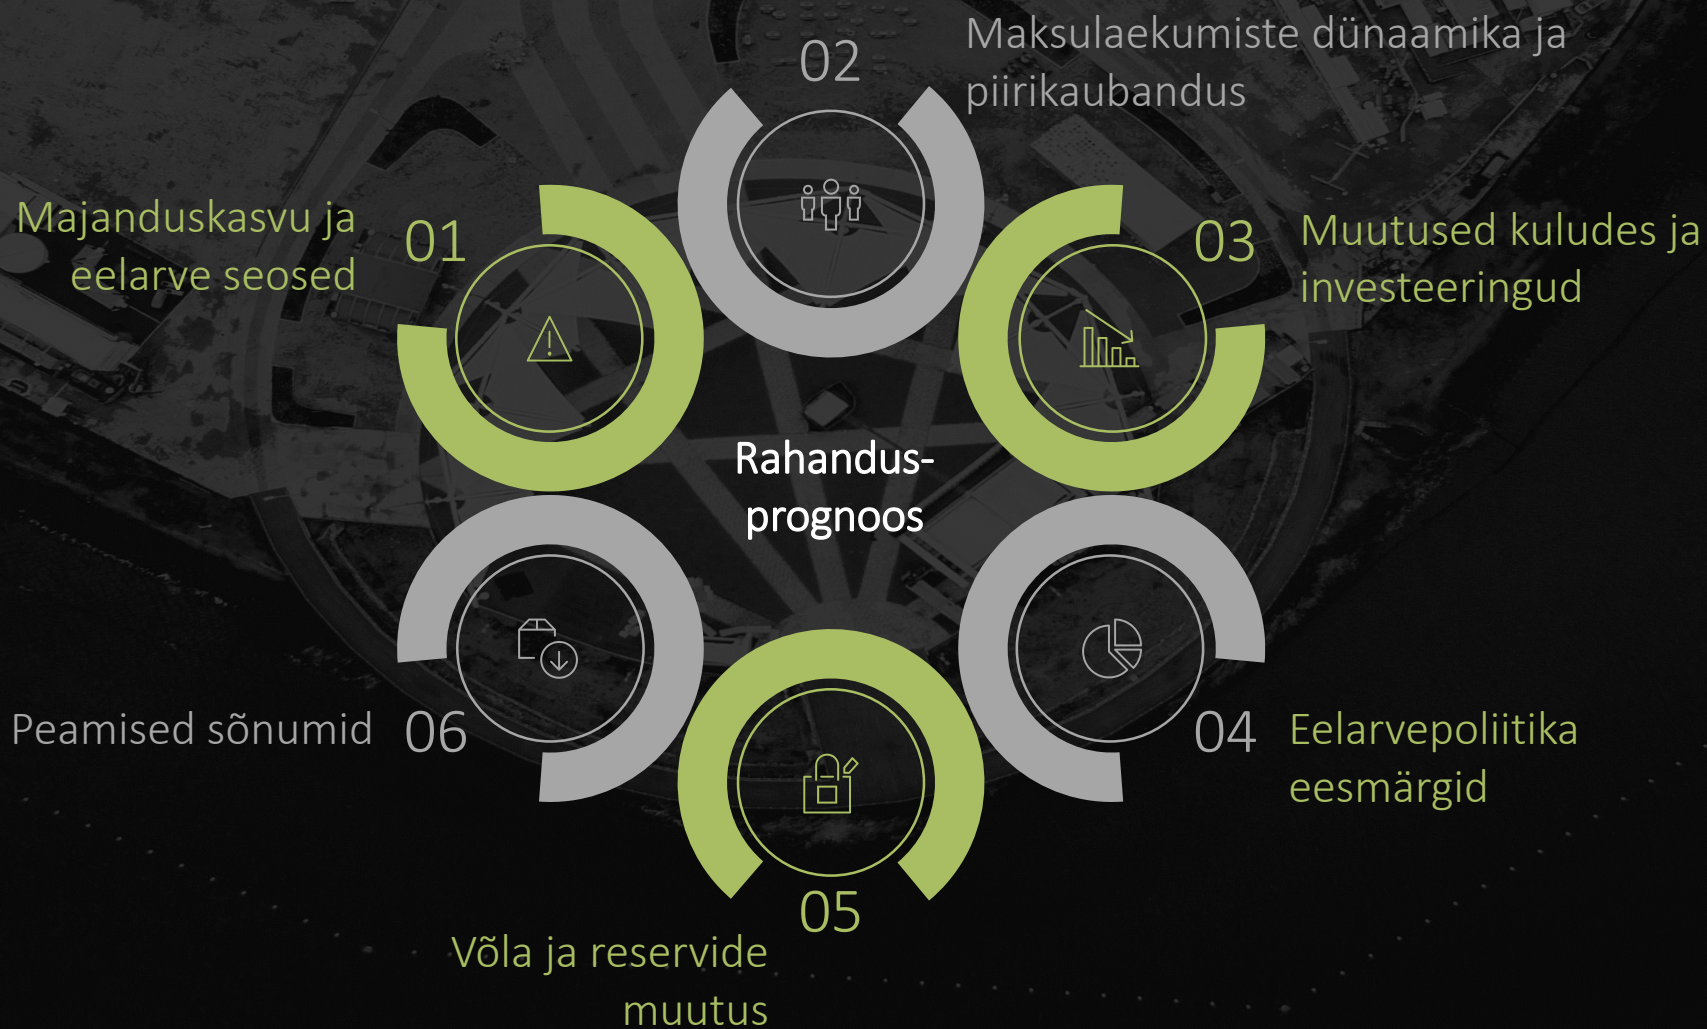 01
Majanduskasvu ja
eelarve seosed
02
Maksulaekumiste dünaamika ja
piirikaubandus
03
Muutused kuludes ja
investeeringud
Rahandus-
prognoos
04
Eelarvepoliitika
eesmärgid
05
Võla ja reservide
muutus
06
Peamised sõnumid